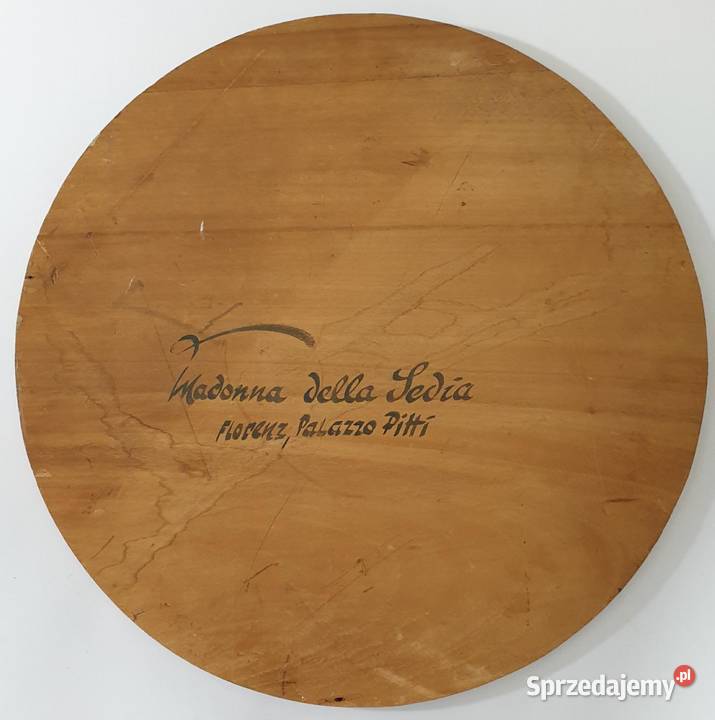 Madonna della Sedia
Florenz, Palazzo Pitti
Sprzedajemy.pl